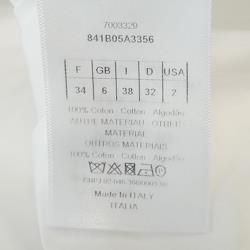 7003329
841B05A3356
F GB I D USA
34 6 38 32 2
100% Cotton - Cotton - Algodão
AUTRE MATERIAU - OTHER
MATERIAL
OUTROS MATERIAIS
100% Coton - Cotton - Algodão
Made In ITALY
ITALIA